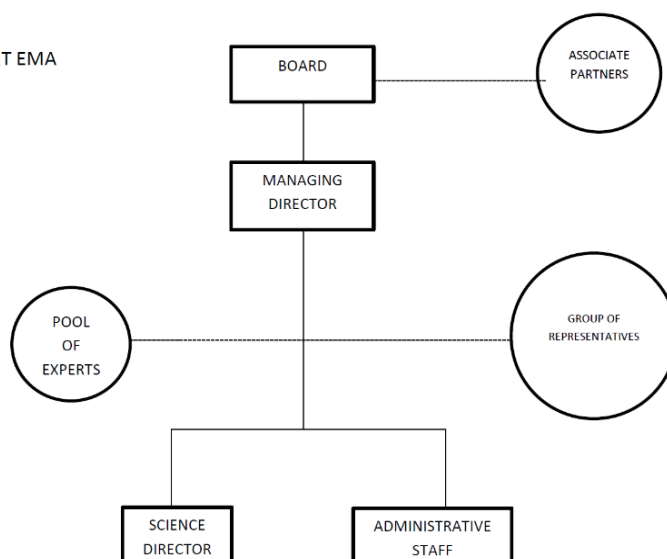 T EMA
BOARD
ASSOCIATE
PARTNERS
MANAGING
DIRECTOR
POOL
OF
EXPERTS
GROUP OF
REPRESENTATIVES
SCIENCE
DIRECTOR
ADMINISTRATIVE
STAFF